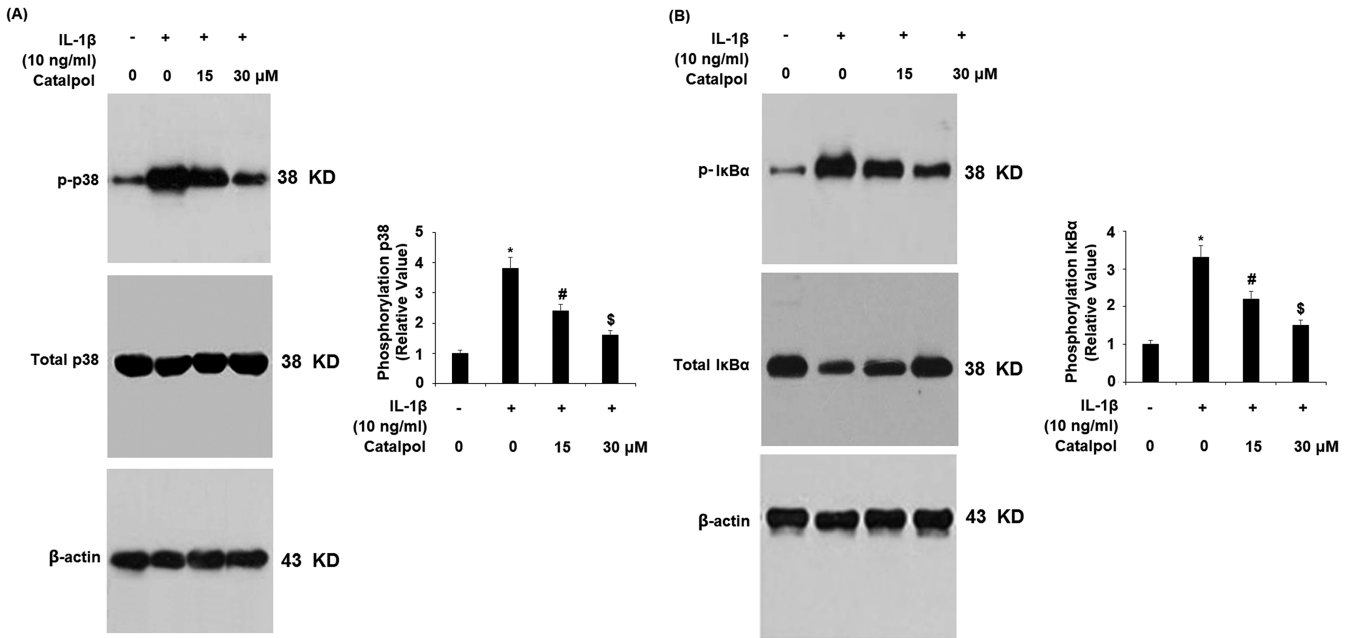 (A)
IL-1β - + + +
(10 ng/ml)
Catalpol 0 0 15 30 µM
p-p38 38 KD
Total p38 38 KD
β-actin 43 KD
Phosphorylation p38
(Relative Value)
5
4
3
2
1
0
*
#
$
IL-1β - + + +
(10 ng/ml)
Catalpol 0 0 15 30 µM
(B)
IL-1β - + + +
(10 ng/ml)
Catalpol 0 0 15 30 µM
p-IκBα 38 KD
Total IκBα 38 KD
β-actin 43 KD
Phosphorylation IκBα
(Relative Value)
4
3
2
1
0
*
#
$
IL-1β - + + +
(10 ng/ml)
Catalpol 0 0 15 30 µM